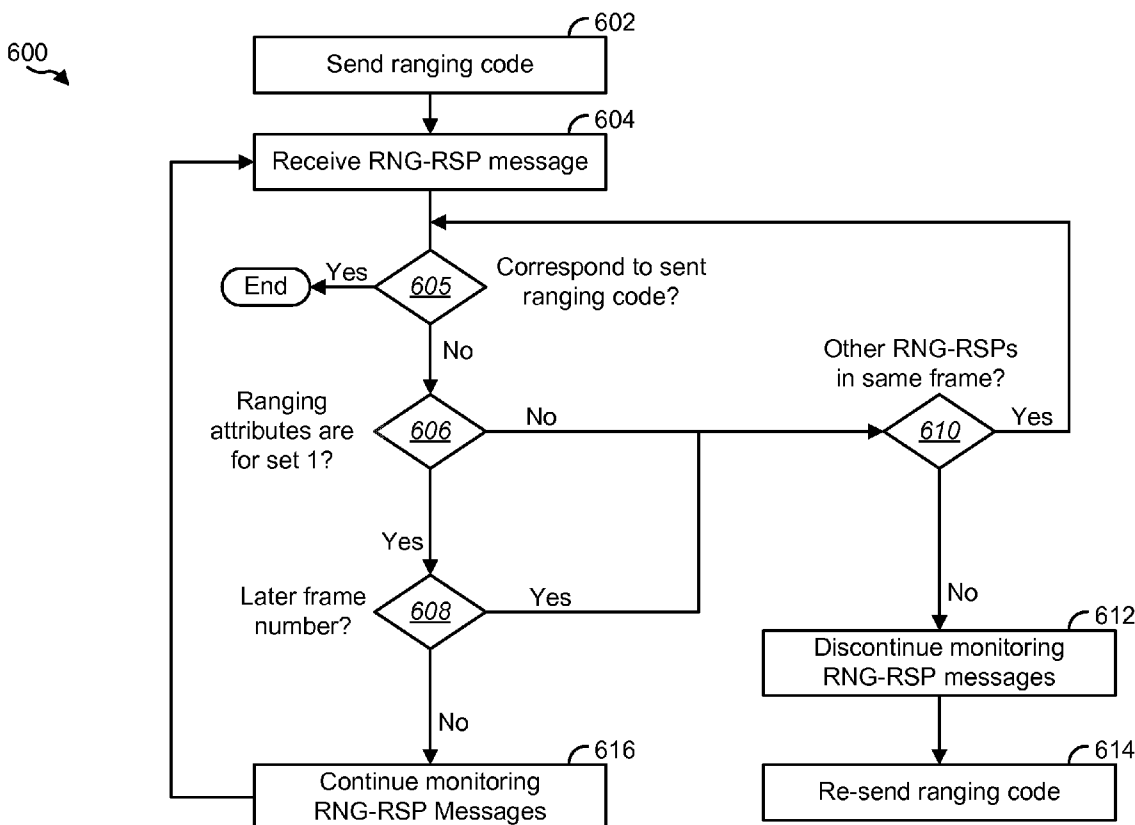 600
602
Send ranging code
604
Receive RNG-RSP message
End
Yes
605
Correspond to sent
ranging code?
No
Other RNG-RSPs
in same frame?
Ranging
attributes are
for set 1?
606
No
610
Yes
Yes
Later frame
number?
608
Yes
No
612
Discontinue monitoring
RNG-RSP messages
No
616
Continue monitoring
RNG-RSP Messages
614
Re-send ranging code